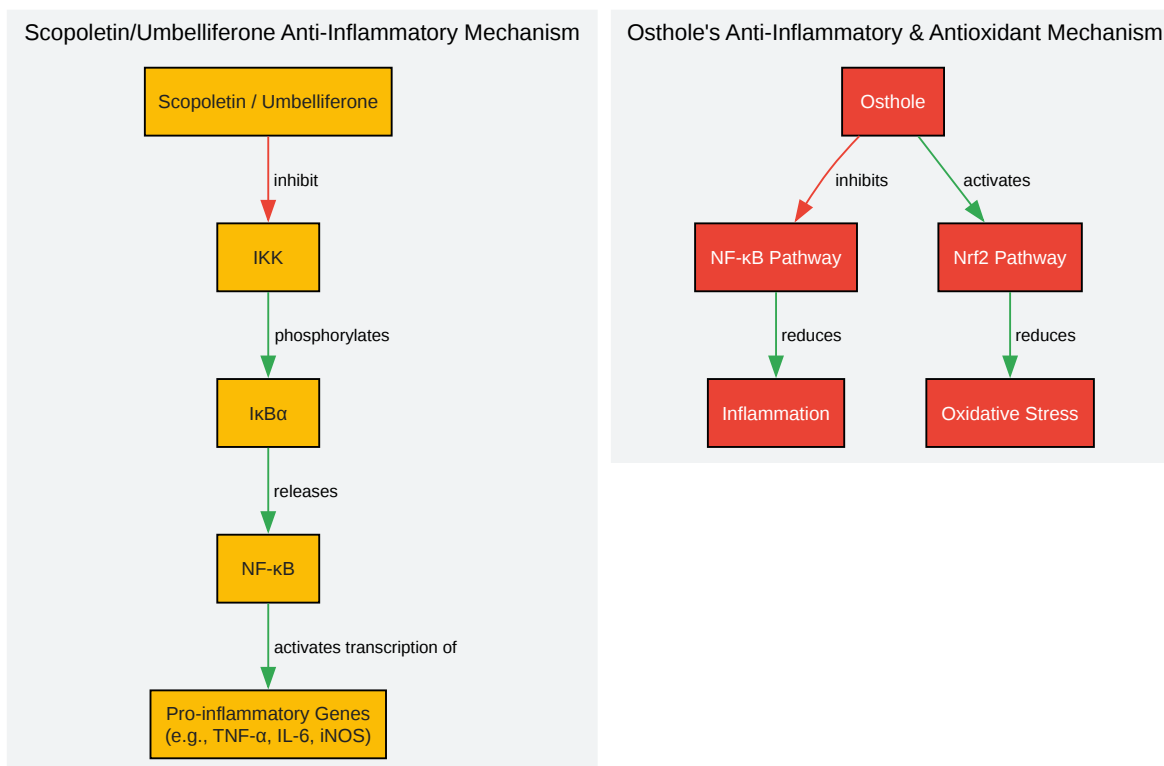 Scopoletin/Umbelliferone Anti-Inflammatory Mechanism
Scopoletin / Umbelliferone
inhibit
IKK
phosphorylates
IκBα
releases
NF-κB
activates transcription of
Pro-inflammatory Genes
(e.g., TNF-α, IL-6, iNOS)
Osthole's Anti-Inflammatory & Antioxidant Mechanism
Osthole
inhibits
activates
NF-κB Pathway
Nrf2 Pathway
reduces
reduces
Inflammation
Oxidative Stress